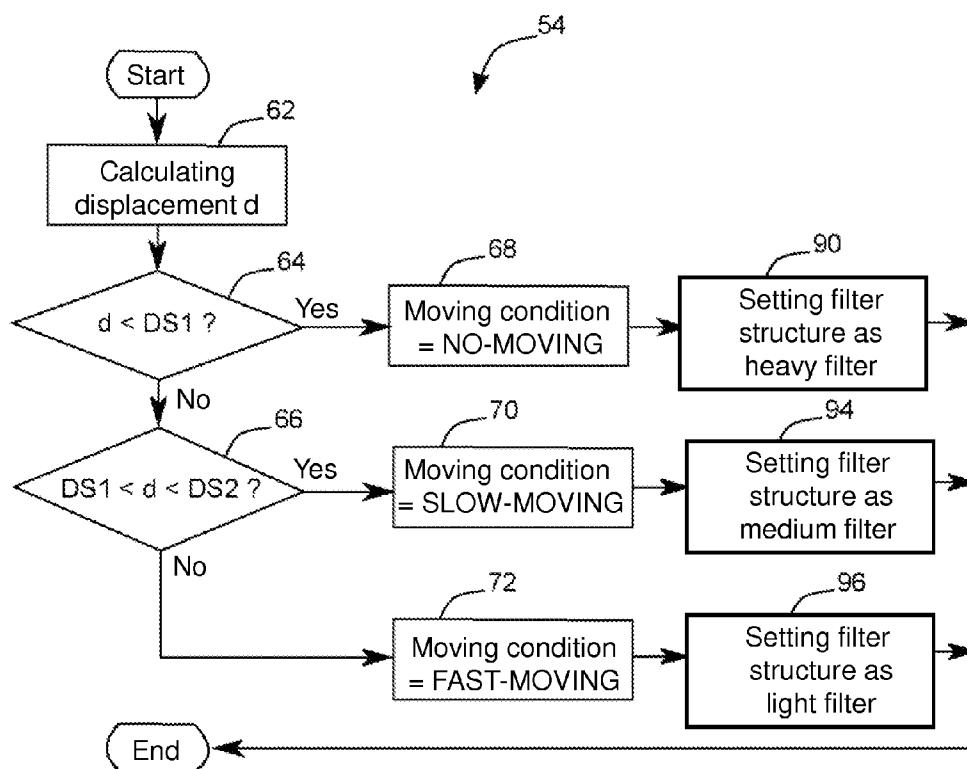 54
Start
62
Calculating
displacement d
64
d < DS1 ?
Yes
68
Moving condition
= NO-MOVING
90
Setting filter
structure as
heavy filter
No
66
DS1 < d < DS2 ?
Yes
70
Moving condition
= SLOW-MOVING
94
Setting filter
structure as
medium filter
No
72
Moving condition
= FAST-MOVING
96
Setting filter
structure as
light filter
End